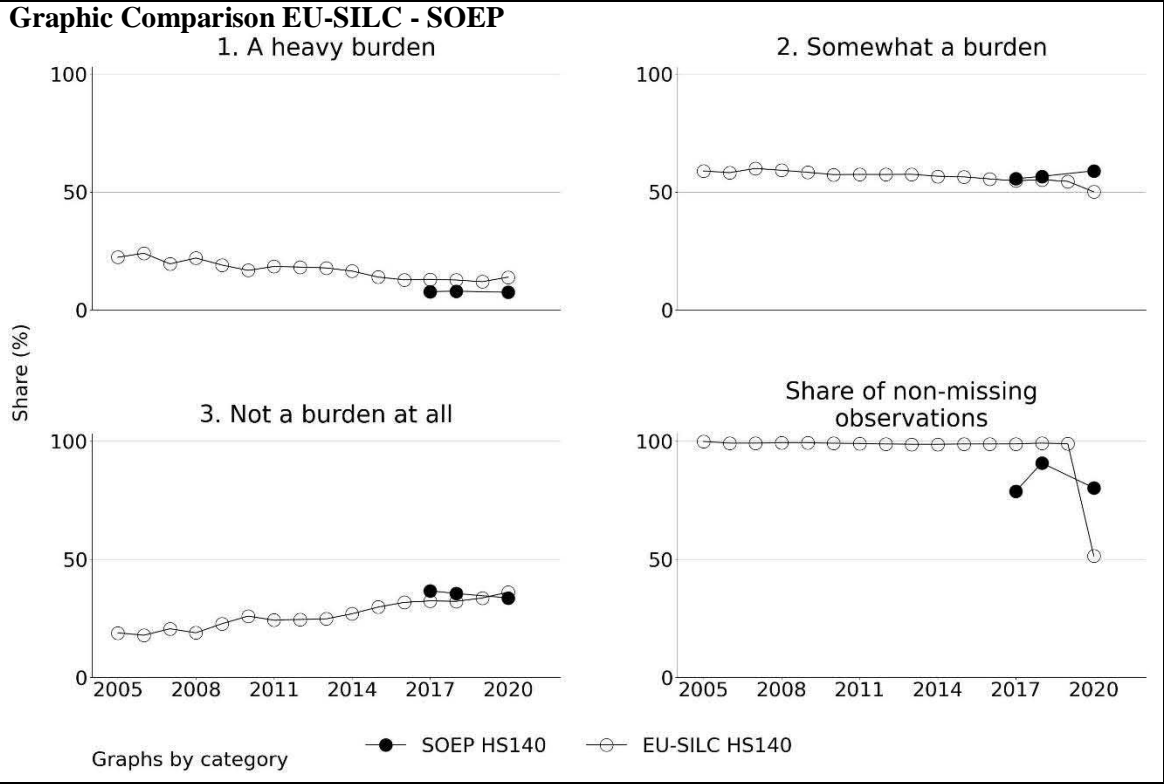 Graphic Comparison EU-SILC - SOEP
1. A heavy burden
100
50
0
2. Somewhat a burden
100
50
0
Share (%)
3. Not a burden at all
100
50
0
2005 2008 2011 2014 2017 2020
Share of non-missing
observations
100
50
0
2005 2008 2011 2014 2017 2020
SOEP HS140 EU-SILC HS140
Graphs by category